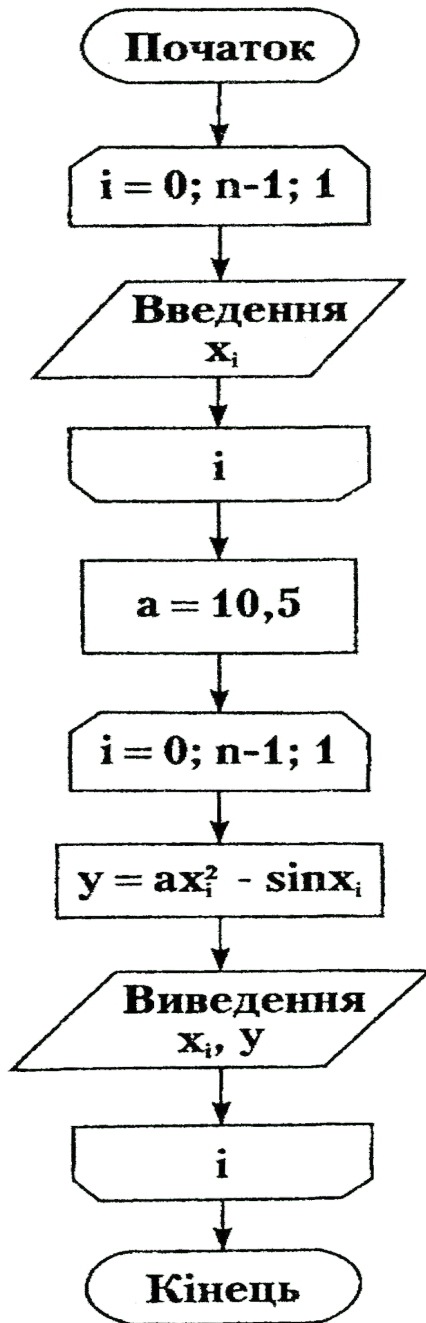 Початок
i = 0; n-1; 1
Введення
xᵢ
i
a = 10,5
i = 0; n-1; 1
y = axᵢ² - sinxᵢ
Виведення
xᵢ, y
i
Кінець